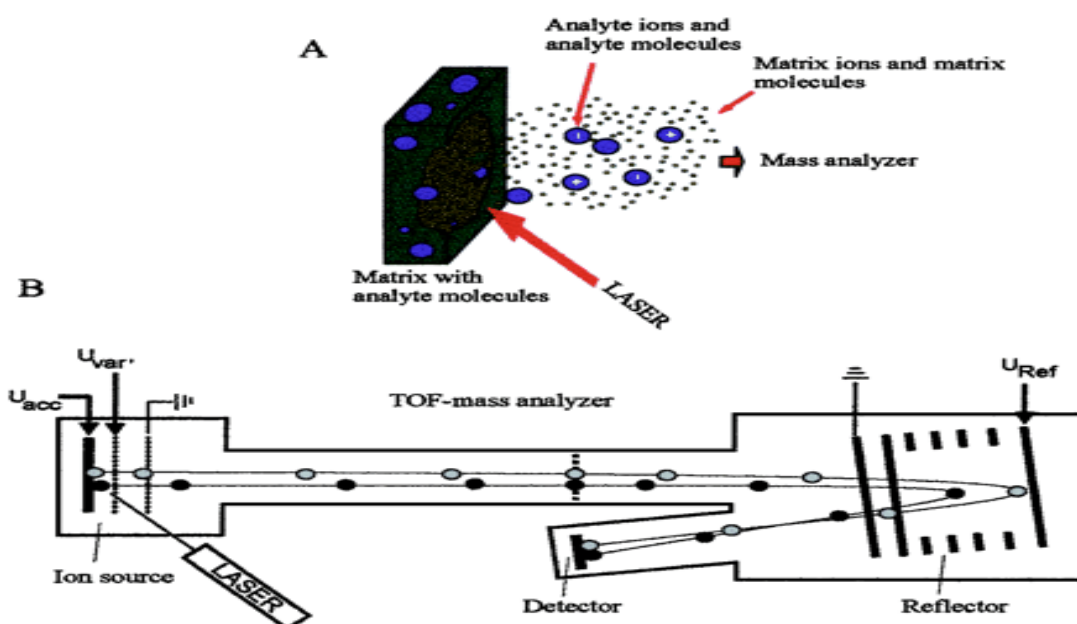 A
Analyte ions and
analyte molecules
Matrix ions and matrix
molecules
Mass analyzer
Matrix with
analyte molecules
LASER
B
Uvar.
Uacc
TOF-mass analyzer
URef
Ion source
LASER
Detector
Reflector